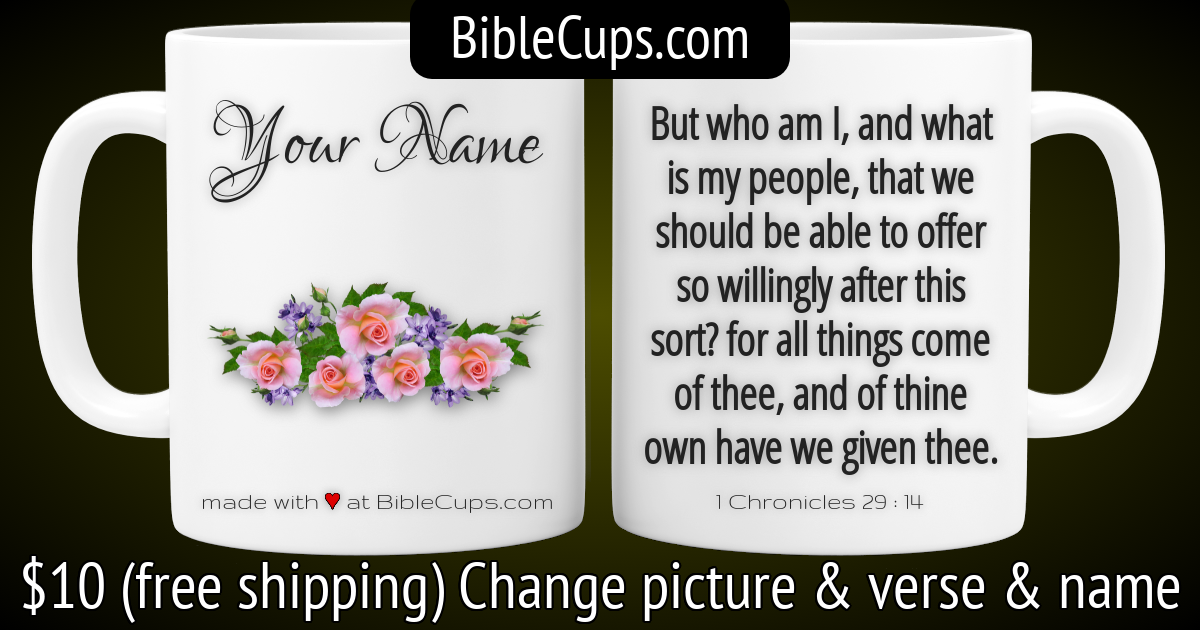 BibleCups.com
Your Name
made with ♥ at BibleCups.com
But who am I, and what
is my people, that we
should be able to offer
so willingly after this
sort? for all things come
of thee, and of thine
own have we given thee.
1 Chronicles 29 : 14
$10 (free shipping) Change picture & verse & name